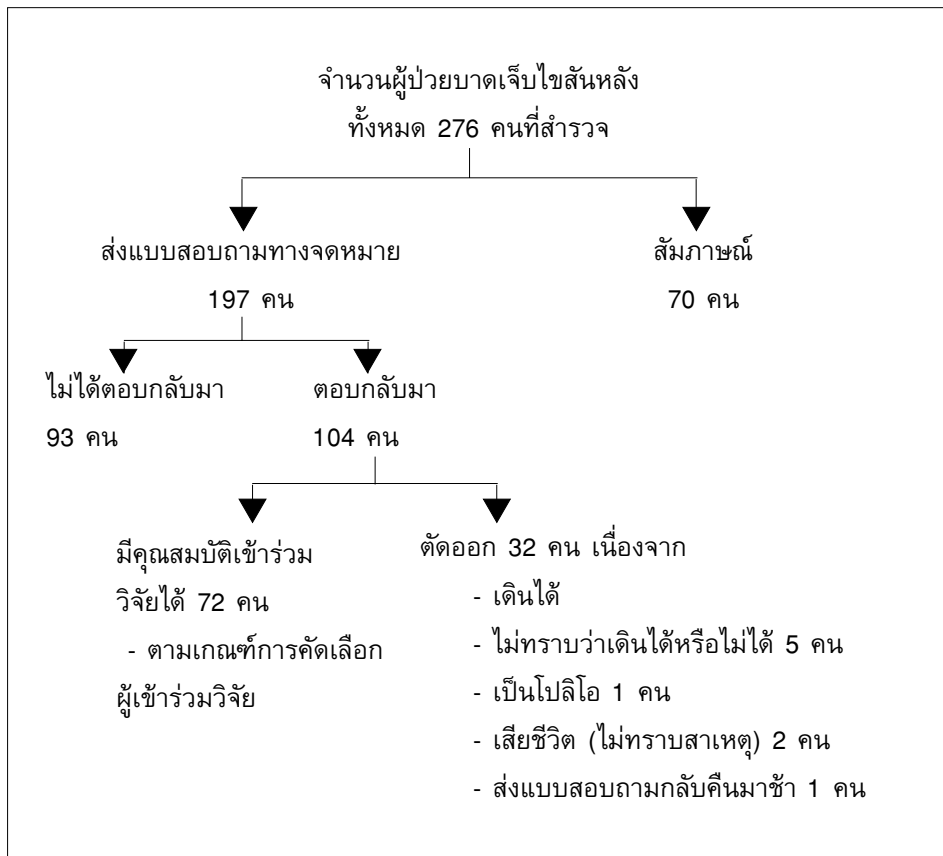 จำนวนผู้ป่วยบาดเจ็บไขสันหลัง
ทั้งหมด 276 คนที่สำรวจ
ส่งแบบสอบถามทางจดหมาย
197 คน
สัมภาษณ์
70 คน
ไม่ได้ตอบกลับมา
93 คน
ตอบกลับมา
104 คน
มีคุณสมบัติเข้าร่วม
วิจัยได้ 72 คน
- ตามเกณฑ์การคัดเลือก
ผู้เข้าร่วมวิจัย
ตัดออก 32 คน เนื่องจาก
- เดินได้
- ไม่ทราบว่าเดินได้หรือไม่ได้ 5 คน
- เป็นโปลิโอ 1 คน
- เสียชีวิต (ไม่ทราบสาเหตุ) 2 คน
- ส่งแบบสอบถามกลับคืนมาช้า 1 คน